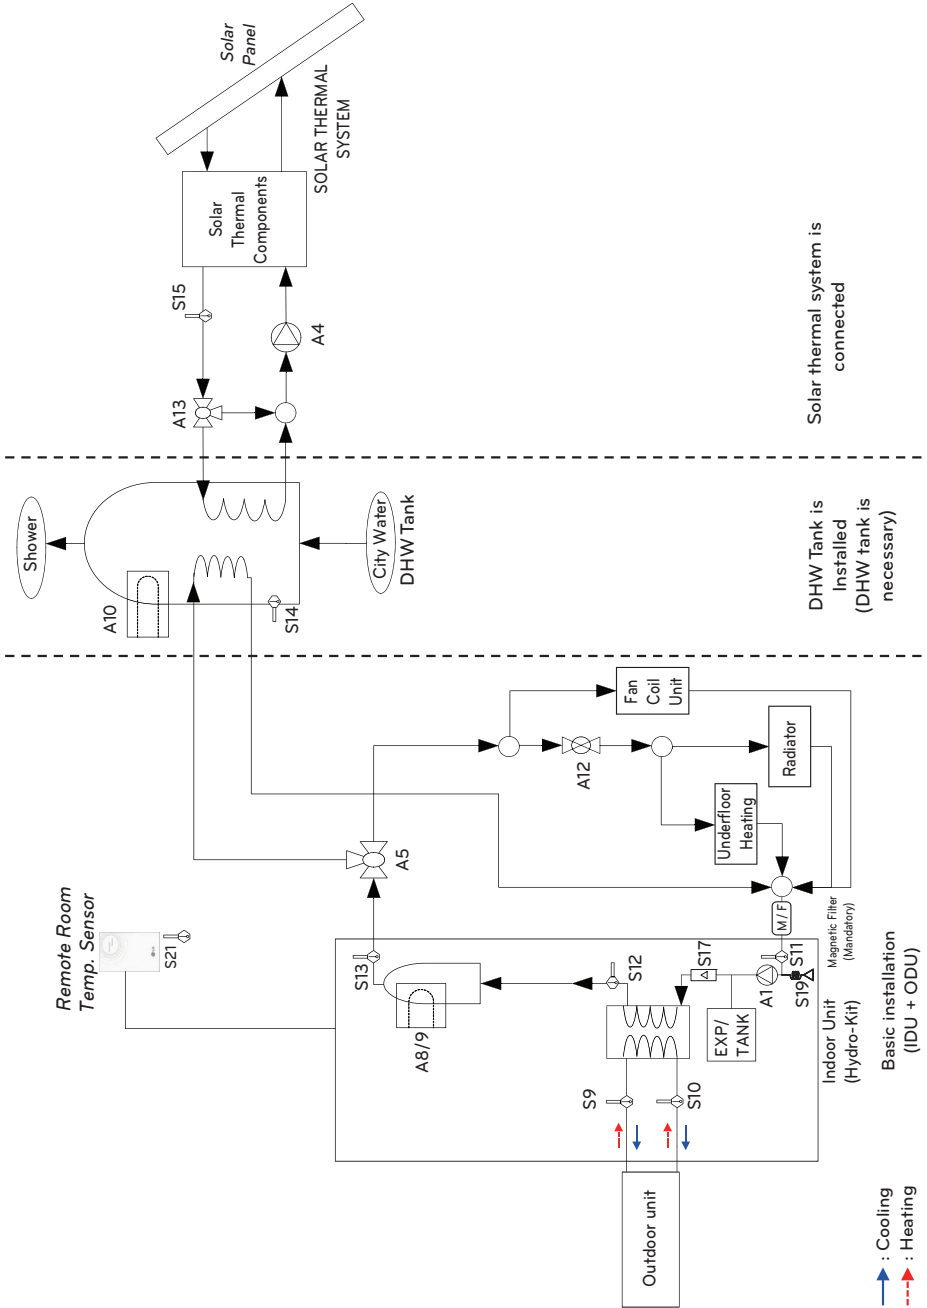 Solar
Panel
SOLAR THERMAL
SYSTEM
Solar
Thermal
Components
S15
A4
A13
Solar thermal system is
connected
Shower
City Water
DHW Tank
A10
S14
DHW Tank is
Installed
(DHW tank is
necessary)
Fan
Coil
Unit
Radiator
A12
Underfloor
Heating
A5
Remote Room
Temp. Sensor
S21
M / F
Magnetic Filter
(Mandatory)
S13
S12
S17
S11
S19
A1
A8/9
EXP/
TANK
S9
S10
Indoor Unit
(Hydro-Kit)
Basic installation
(IDU + ODU)
Outdoor unit
: Cooling
: Heating